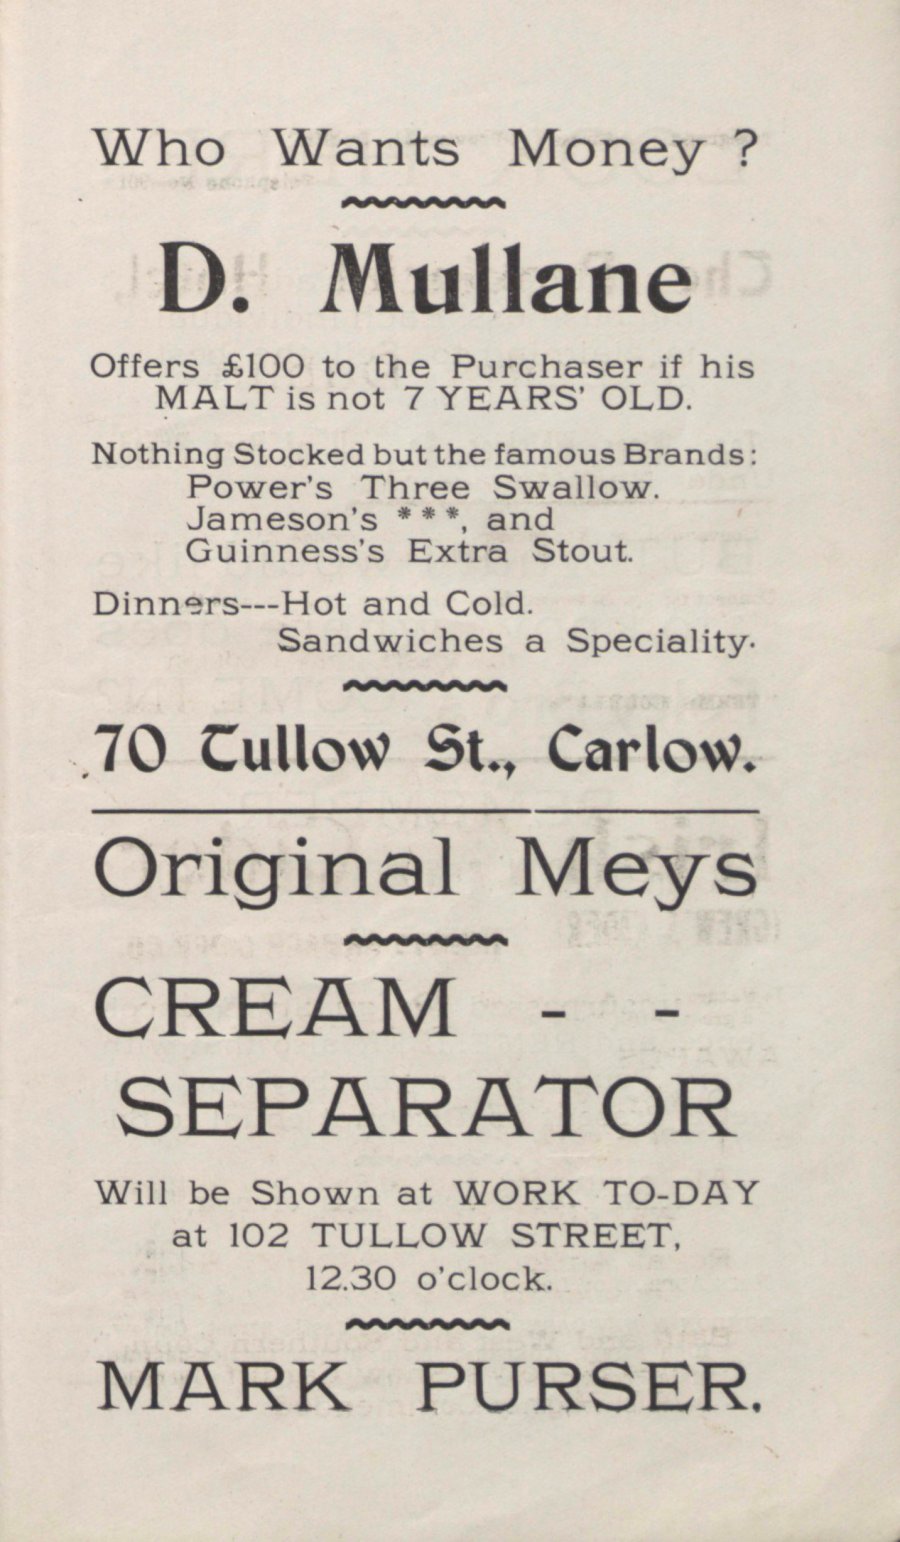 Who Wants Money ?
D. Mullane
Offers £100 to the Purchaser if his
MALT is not 7 YEARS' OLD.
Nothing Stocked but the famous Brands:
Power's Three Swallow.
Jameson's ***, and
Guinness's Extra Stout.
Dinners---Hot and Cold.
Sandwiches a Speciality.
70 Tullow St., Carlow.
Original Meys
CREAM - -
SEPARATOR
Will be Shown at WORK TO-DAY
at 102 TULLOW STREET,
12.30 o'clock.
MARK PURSER.